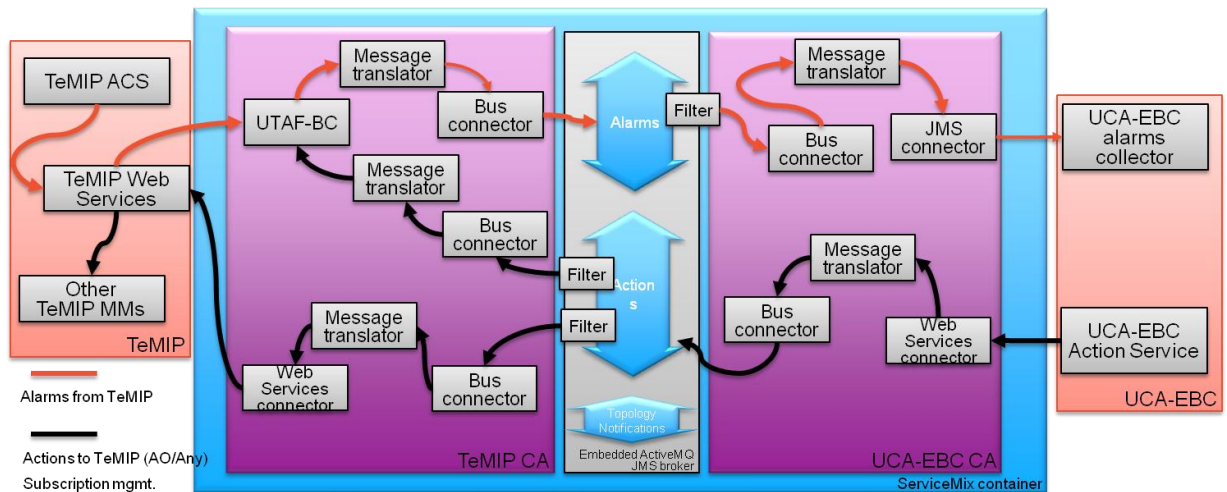 TeMIP ACS
TeMIP Web
Services
Other
TeMIP MMs
TeMIP
Alarms from TeMIP
Actions to TeMIP (AO/Any)
Subscription mgmt.
Message
translator
UTAF-BC
Bus
connector
Message
translator
Bus
connector
Message
translator
Web
Services
connector
Bus
connector
TeMIP CA
Alarms
Filter
Filter
Action
s
Filter
Topology
Notifications
Embedded ActiveMQ
JMS broker
Message
translator
Bus
connector
JMS
connector
Message
translator
Bus
connector
Web
Services
connector
UCA-EBC CA
ServiceMix container
UCA-EBC
alarms
collector
UCA-EBC
Action Service
UCA-EBC